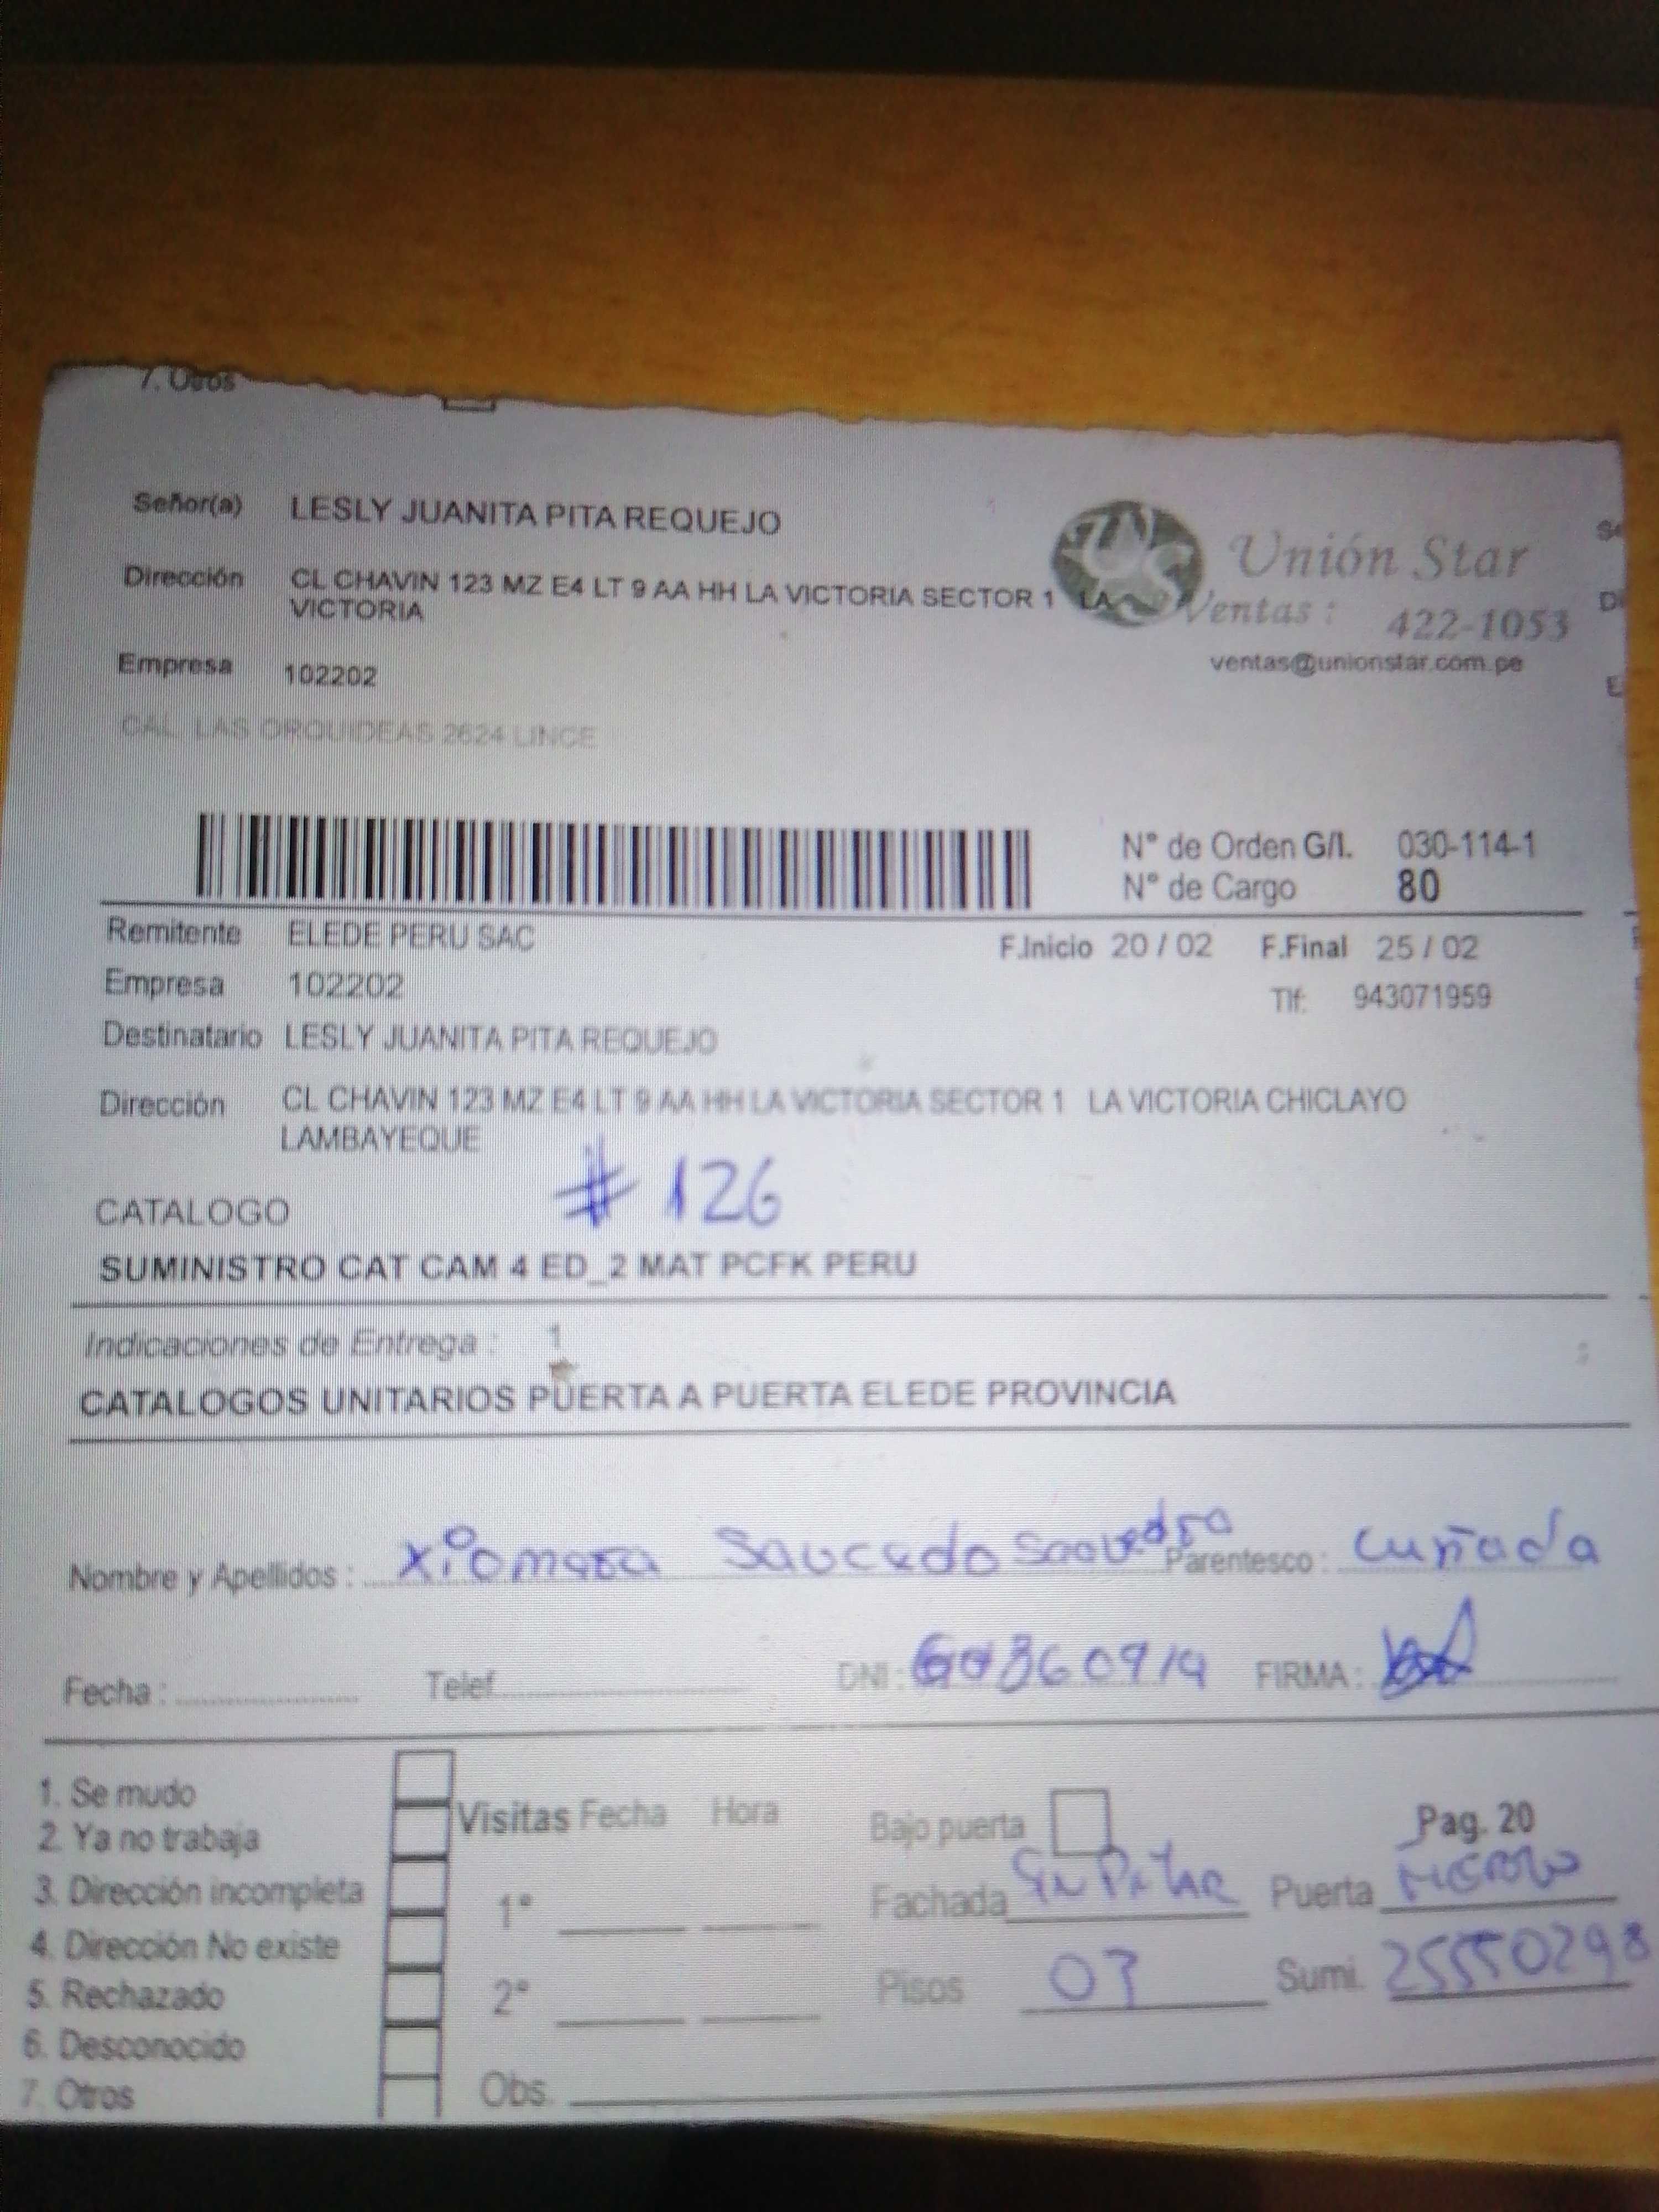 7. Otros
Señor(a) LESLY JUANITA PITA REQUEJO
Dirección CL CHAVIN 123 MZ E4 LT 9 AA HH LA VICTORIA SECTOR 1 LA
VICTORIA
Unión Star
Ventas: 422-1053
ventas@unionstar.com.pe
Empresa 102202
CAL. LAS ORQUIDEAS 2624 LINCE
N° de Orden G/I. 030-114-1
N° de Cargo 80
Remitente ELEDE PERU SAC F.Inicio 20 / 02 F.Final 25 / 02
Empresa 102202 Tlf: 943071959
Destinatario LESLY JUANITA PITA REQUEJO
Dirección CL CHAVIN 123 MZ E4 LT 9 AA HH LA VICTORIA SECTOR 1 LA VICTORIA CHICLAYO
LAMBAYEQUE
# 126
CATALOGO
SUMINISTRO CAT CAM 4 ED_2 MAT PCFK PERU
Indicaciones de Entrega : 1
CATALOGOS UNITARIOS PUERTA A PUERTA ELEDE PROVINCIA
Nombre y Apellidos : Xiomara Saucedo Saavedra Parentesco : Cuñada
Fecha : Telef. DNI : FIRMA :
1. Se mudo
2. Ya no trabaja
3. Dirección incompleta
4. Dirección No existe
5. Rechazado
6. Desconocido
7. Otros
Visitas Fecha Hora
1°
2°
Obs.
Bajo puerta Pag. 20
Fachada Puerta
Pisos 03 Sumi. 25550298